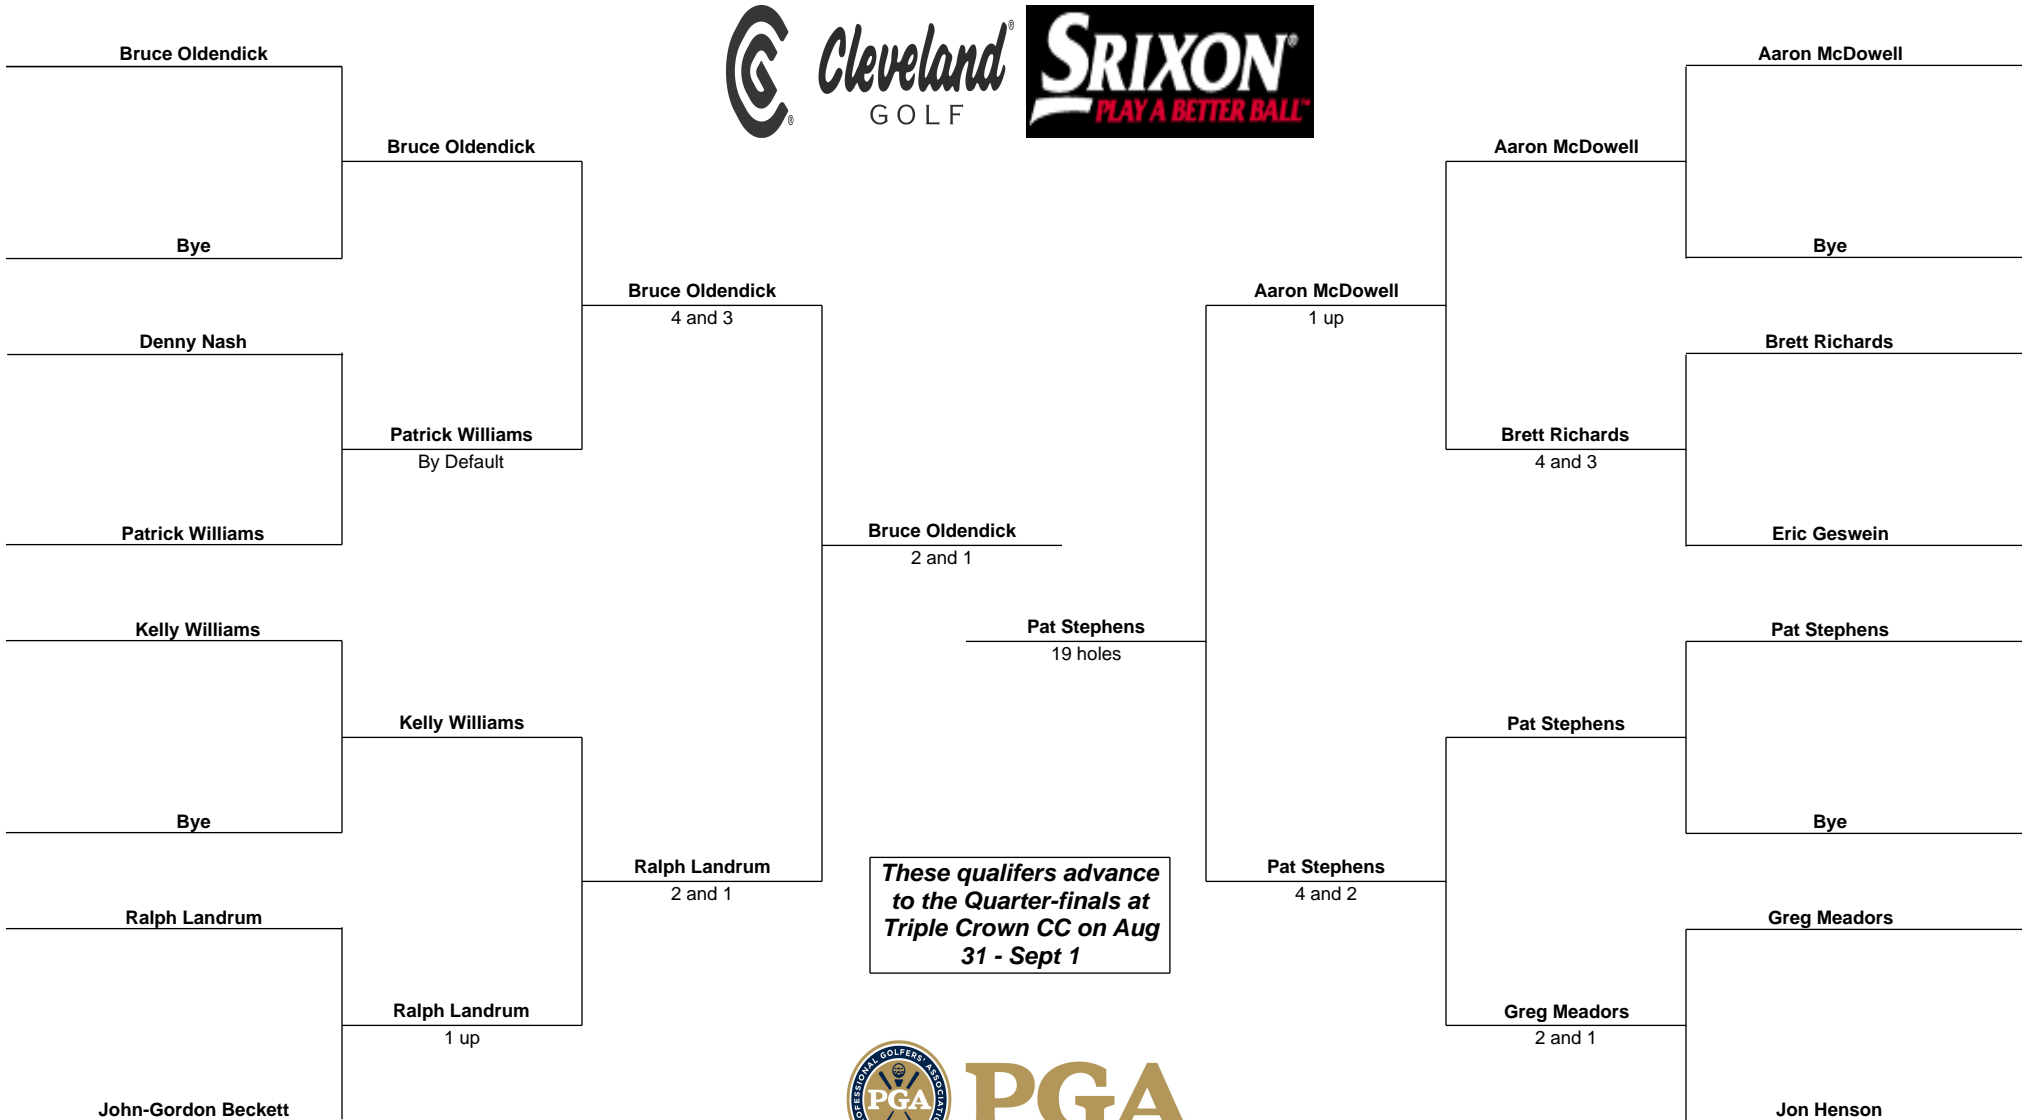 Cleveland®
GOLF
®
SRIXON®
PLAY A BETTER BALL™
Bruce Oldendick
Bruce Oldendick
Bye
Bruce Oldendick
4 and 3
Denny Nash
Patrick Williams
By Default
Patrick Williams
Bruce Oldendick
2 and 1
Kelly Williams
Kelly Williams
Bye
Ralph Landrum
2 and 1
Ralph Landrum
Ralph Landrum
1 up
John-Gordon Beckett
Aaron McDowell
Aaron McDowell
Bye
Aaron McDowell
1 up
Brett Richards
Brett Richards
4 and 3
Eric Geswein
Pat Stephens
19 holes
Pat Stephens
Pat Stephens
Bye
Pat Stephens
4 and 2
Greg Meadors
Greg Meadors
2 and 1
Jon Henson
These qualifers advance
to the Quarter-finals at
Triple Crown CC on Aug
31 - Sept 1
PGA
PGA